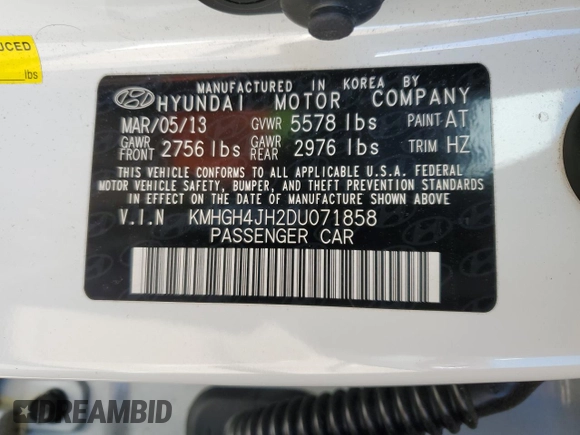 UCED
lbs
MANUFACTURED IN KOREA BY
HYUNDAI MOTOR COMPANY
MAR/05/13 GVWR 5578 lbs PAINT AT
GAWR FRONT 2756 lbs GAWR REAR 2976 lbs TRIM HZ
THIS VEHICLE CONFORMS TO ALL APPLICABLE U.S.A. FEDERAL
MOTOR VEHICLE SAFETY, BUMPER, AND THEFT PREVENTION STANDARDS
IN EFFECT ON THE DATE OF MANUFACTURE SHOWN ABOVE.
V.I.N KMHGH4JH2DU071858
PASSENGER CAR
DREAMBID